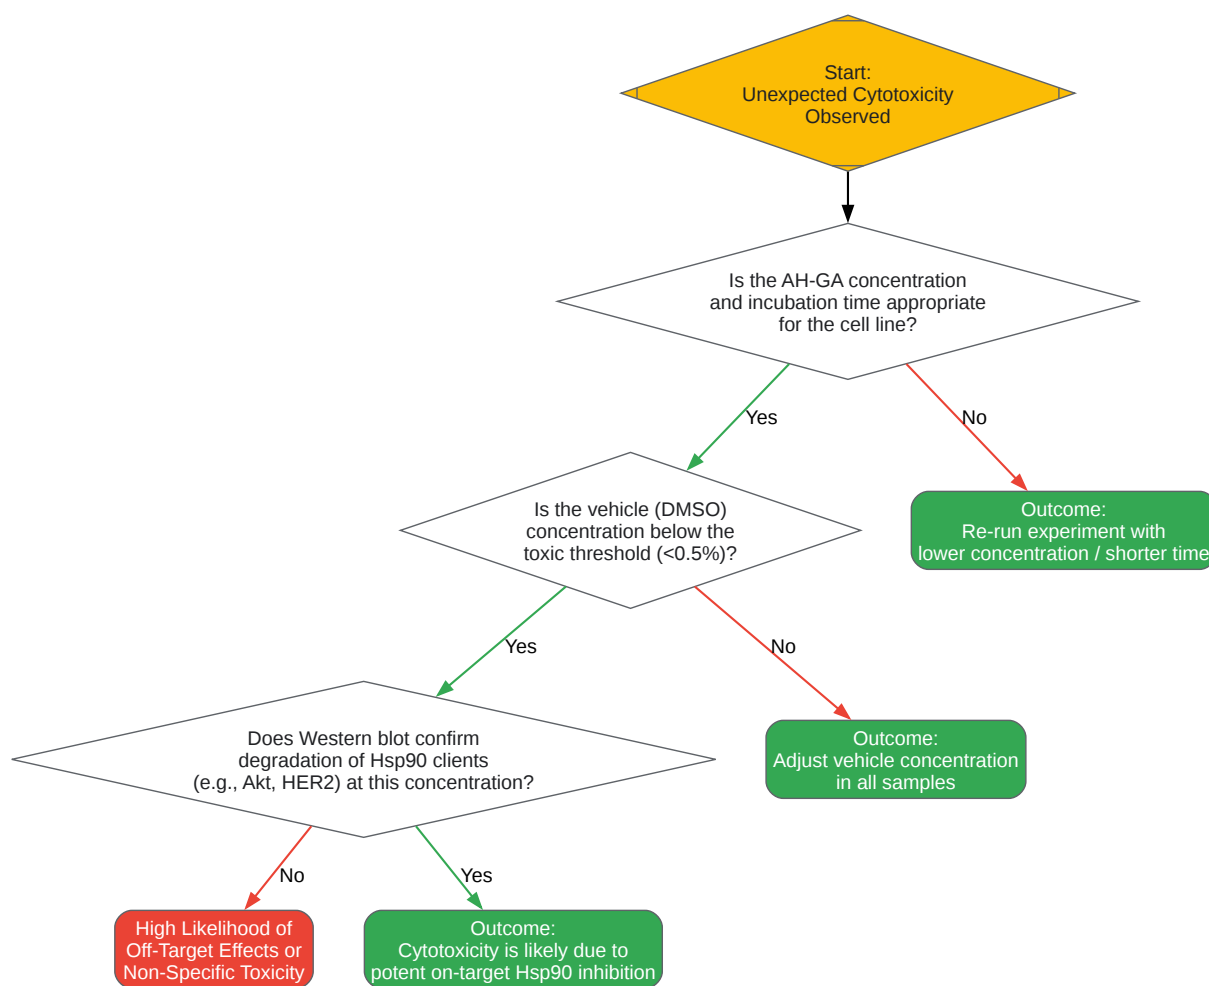 Start:
Unexpected Cytotoxicity
Observed
Is the AH-GA concentration
and incubation time appropriate
for the cell line?
Yes
No
Is the vehicle (DMSO)
concentration below the
toxic threshold (<0.5%)?
Outcome:
Re-run experiment with
lower concentration / shorter time
Yes
No
Does Western blot confirm
degradation of Hsp90 clients
(e.g., Akt, HER2) at this concentration?
Outcome:
Adjust vehicle concentration
in all samples
No
Yes
High Likelihood of
Off-Target Effects or
Non-Specific Toxicity
Outcome:
Cytotoxicity is likely due to
potent on-target Hsp90 inhibition